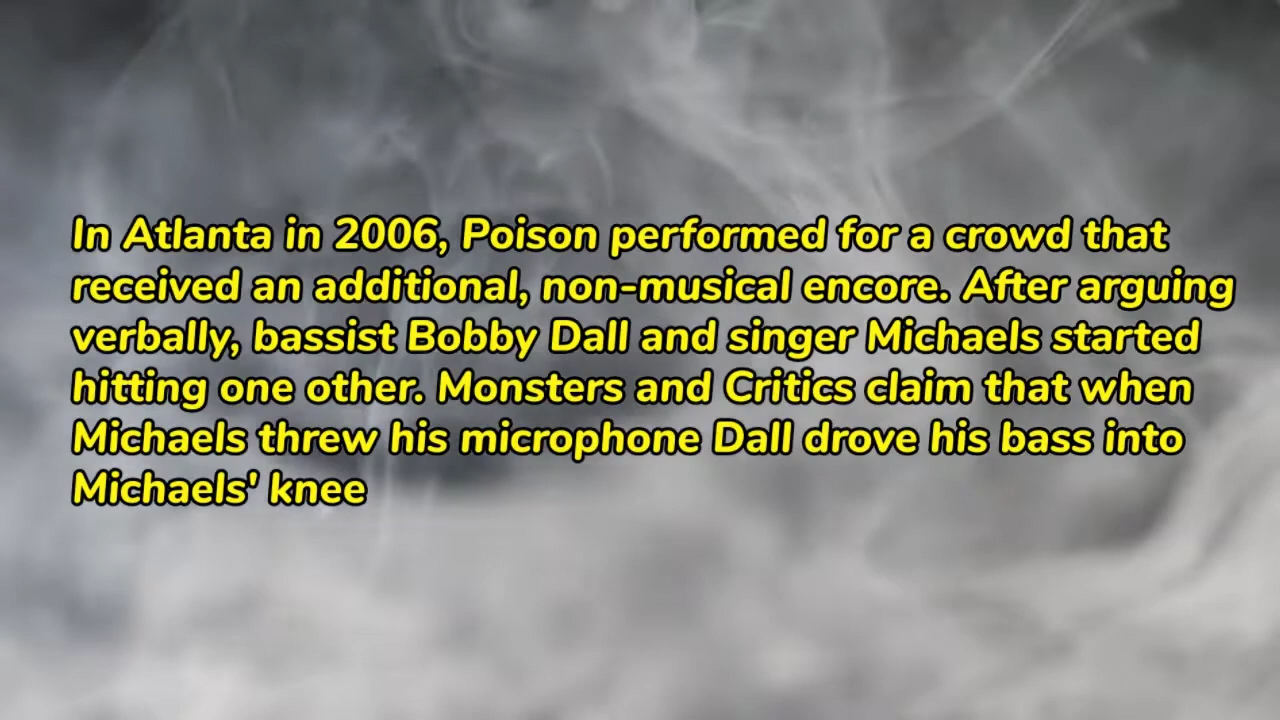 In Atlanta in 2006, Poison performed for a crowd that
received an additional, non-musical encore. After arguing
verbally, bassist Bobby Dall and singer Michaels started
hitting one other. Monsters and Critics claim that when
Michaels threw his microphone Dall drove his bass into
Michaels' knee